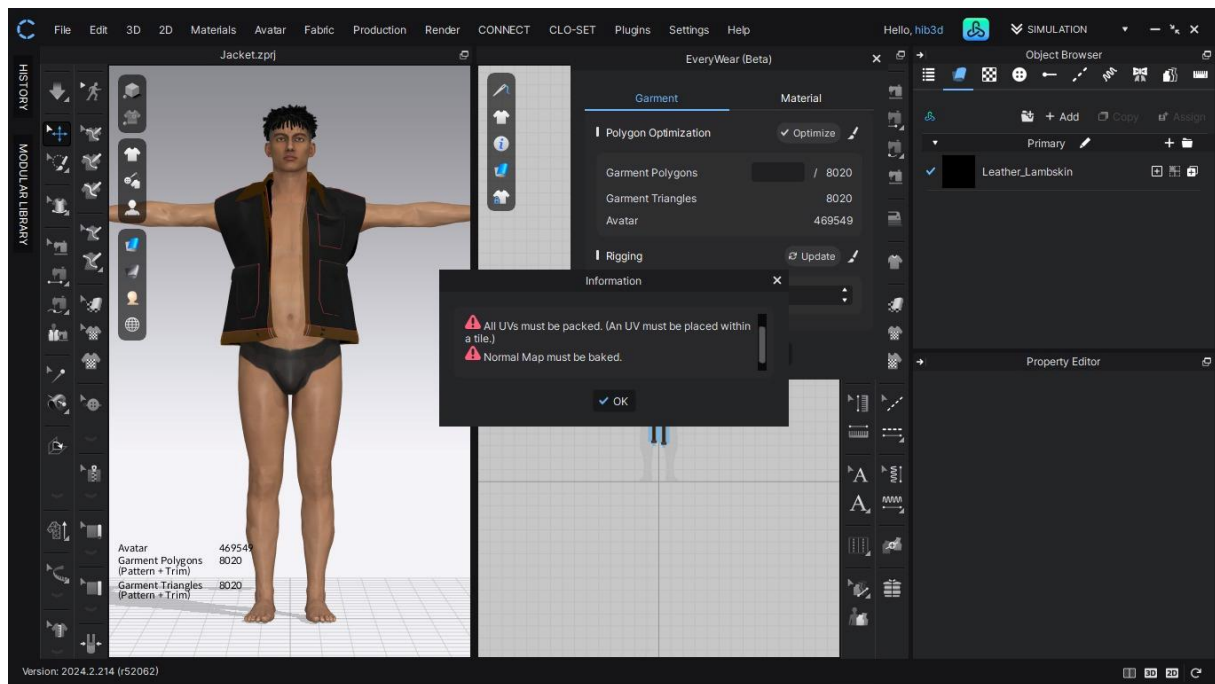 File Edit 3D 2D Materials Avatar Fabric Production Render CONNECT CLO-SET Plugins Settings Help
Hello, hib3d
SIMULATION
HISTORY
MODULAR LIBRARY
Jacket.zprj
Avatar 469549
Garment Polygons 8020
(Pattern + Trim)
Garment Triangles 8020
(Pattern + Trim)
EveryWear (Beta)
Garment Material
Polygon Optimization Optimize
Garment Polygons / 8020
Garment Triangles 8020
Avatar 469549
Rigging Update
Information
All UVs must be packed. (An UV must be placed within
a tile.)
Normal Map must be baked.
OK
A
A
Object Browser
+ Add Copy Assign
Primary
Leather_Lambskin
Property Editor
Version: 2024.2.214 (r52062)
3D 2D